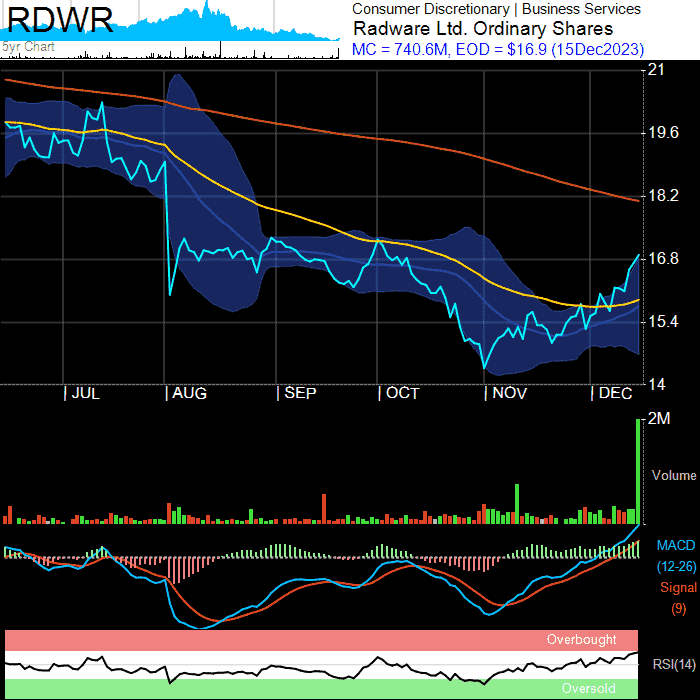 RDWR
5yr Chart
Consumer Discretionary | Business Services
Radware Ltd. Ordinary Shares
MC = 740.6M, EOD = $16.9 (15Dec2023)
21
19.6
18.2
16.8
15.4
14
| JUL | AUG | SEP | OCT | NOV | DEC
2M
Volume
MACD
(12-26)
Signal
(9)
Overbought
RSI(14)
Oversold